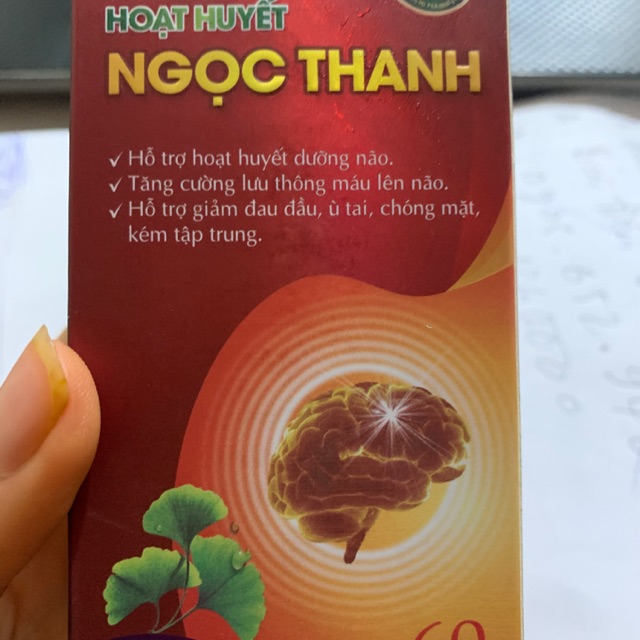 HOẠT HUYẾT
NGỌC THANH
✓ Hỗ trợ hoạt huyết dưỡng não.
✓ Tăng cường lưu thông máu lên não.
✓ Hỗ trợ giảm đau đầu, ù tai, chóng mặt,
kém tập trung.